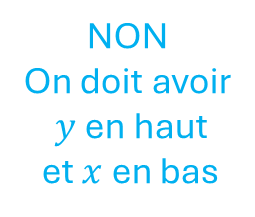 NON
On doit avoir
𝑦 en haut
et 𝑥 en bas